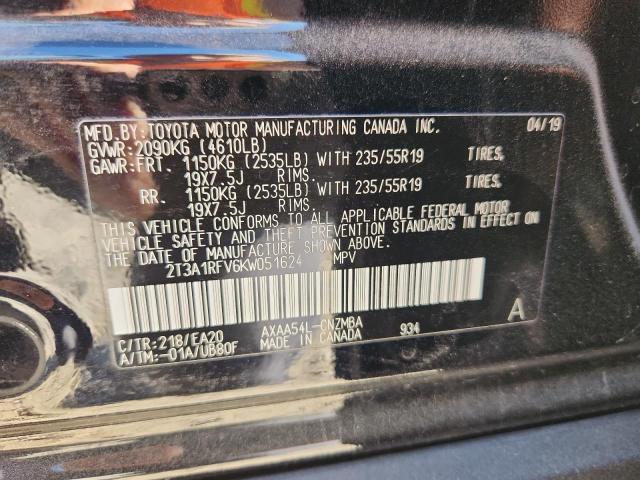 MFD.BY:TOYOTA MOTOR MANUFACTURING CANADA INC. 04/19
GVWR:2090KG (4610LB)
GAWR:FRT. 1150KG (2535LB) WITH 235/55R19 TIRES,
19X7.5J RIMS.
RR. 1150KG (2535LB) WITH 235/55R19 TIRES,
19X7.5J RIMS.
THIS VEHICLE CONFORMS TO ALL APPLICABLE FEDERAL MOTOR
VEHICLE SAFETY AND THEFT PREVENTION STANDARDS IN EFFECT ON
THE DATE OF MANUFACTURE SHOWN ABOVE.
2T3A1RFV6KW051624 MPV
C/TR:218/EA20 AXAA54L-CNZMBA 934 A
A/TM:-01A/UB80F MADE IN CANADA